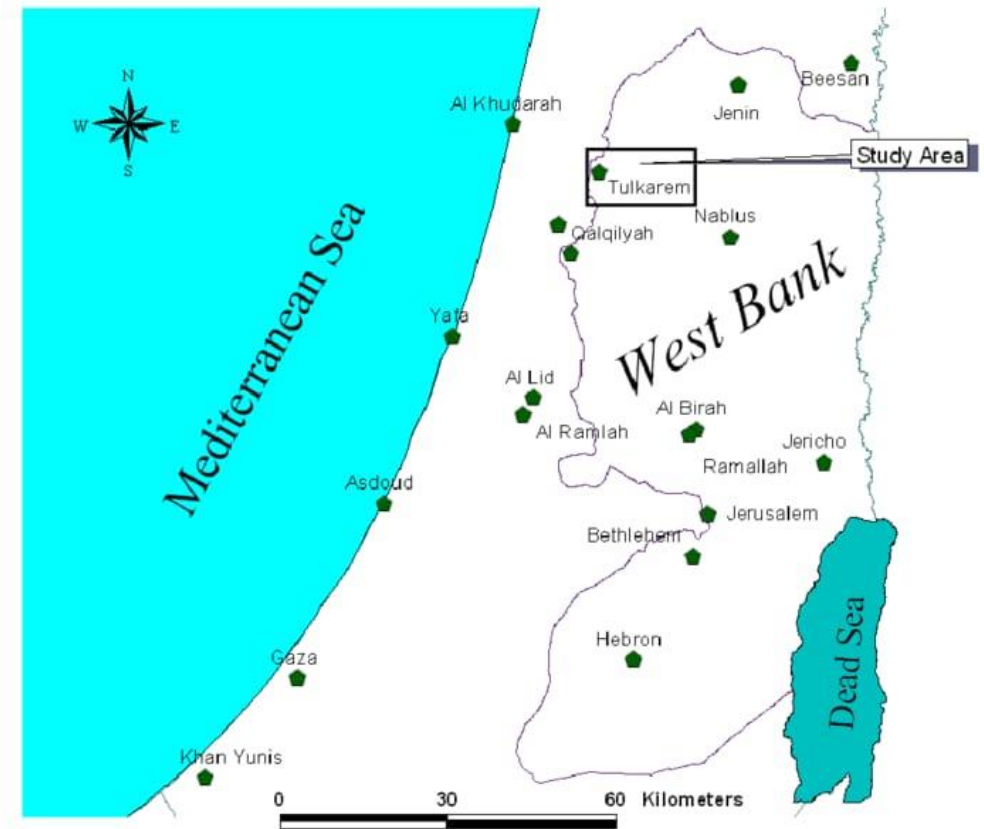 N
W E
S
Al Khudarah
Beesan
Jenin
Study Area
Tulkarem
Nablus
Qalqilyah
Mediterranean Sea
West Bank
Yafa
Al Lid
Al Ramlah
Al Birah
Ramallah
Jericho
Asdoud
Jerusalem
Bethlehem
Hebron
Dead Sea
Gaza
Khan Yunis
0 30 60 Kilometers